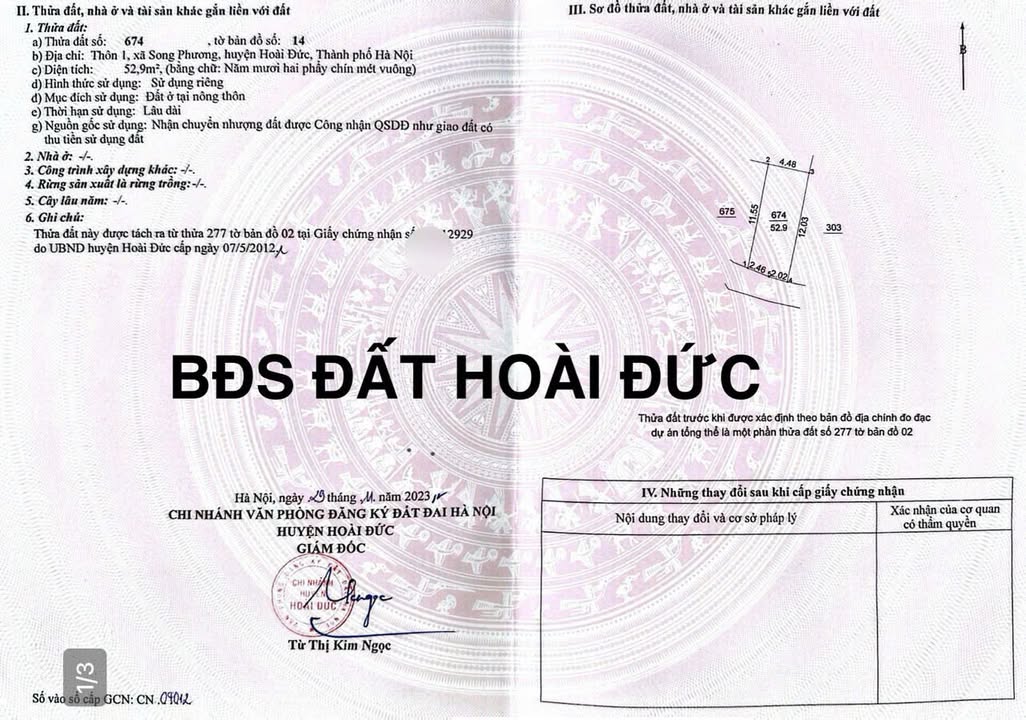 II. Thửa đất, nhà ở và tài sản khác gắn liền với đất
1. Thửa đất:
a) Thửa đất số: 674 , tờ bản đồ số: 14
b) Địa chỉ: Thôn 1, xã Song Phương, huyện Hoài Đức, Thành phố Hà Nội
c) Diện tích: 52,9m², (bằng chữ: Năm mươi hai phẩy chín mét vuông)
d) Hình thức sử dụng: Sử dụng riêng
đ) Mục đích sử dụng: Đất ở tại nông thôn
e) Thời hạn sử dụng: Lâu dài
g) Nguồn gốc sử dụng: Nhận chuyển nhượng đất được Công nhận QSDĐ như giao đất có
thu tiền sử dụng đất
2. Nhà ở: -/-.
3. Công trình xây dựng khác: -/-.
4. Rừng sản xuất là rừng trồng: -/-.
5. Cây lâu năm: -/-.
6. Ghi chú:
Thửa đất này được tách ra từ thửa 277 tờ bản đồ 02 tại Giấy chứng nhận 2929
do UBND huyện Hoài Đức cấp ngày 07/5/2012
III. Sơ đồ thửa đất, nhà ở và tài sản khác gắn liền với đất
B
2 4.48 3
675 11.55 674 12.03 303
52.9
1 2.46 5 2.02 4
BĐS ĐẤT HOÀI ĐỨC
Thửa đất trước khi được xác định theo bản đồ địa chính đo đạc
dự án tổng thể là một phần thửa đất số 277 tờ bản đồ 02
Hà Nội, ngày 29 tháng 11 năm 2023
CHI NHÁNH VĂN PHÒNG ĐĂNG KÝ ĐẤT ĐAI HÀ NỘI
HUYỆN HOÀI ĐỨC
GIÁM ĐỐC
CHI NHÁNH
HUYỆN
HOÀI ĐỨC
Từ Thị Kim Ngọc
1/3
Số vào sổ cấp GCN: CN
IV. Những thay đổi sau khi cấp giấy chứng nhận
Nội dung thay đổi và cơ sở pháp lý
Xác nhận của cơ quan
có thẩm quyền